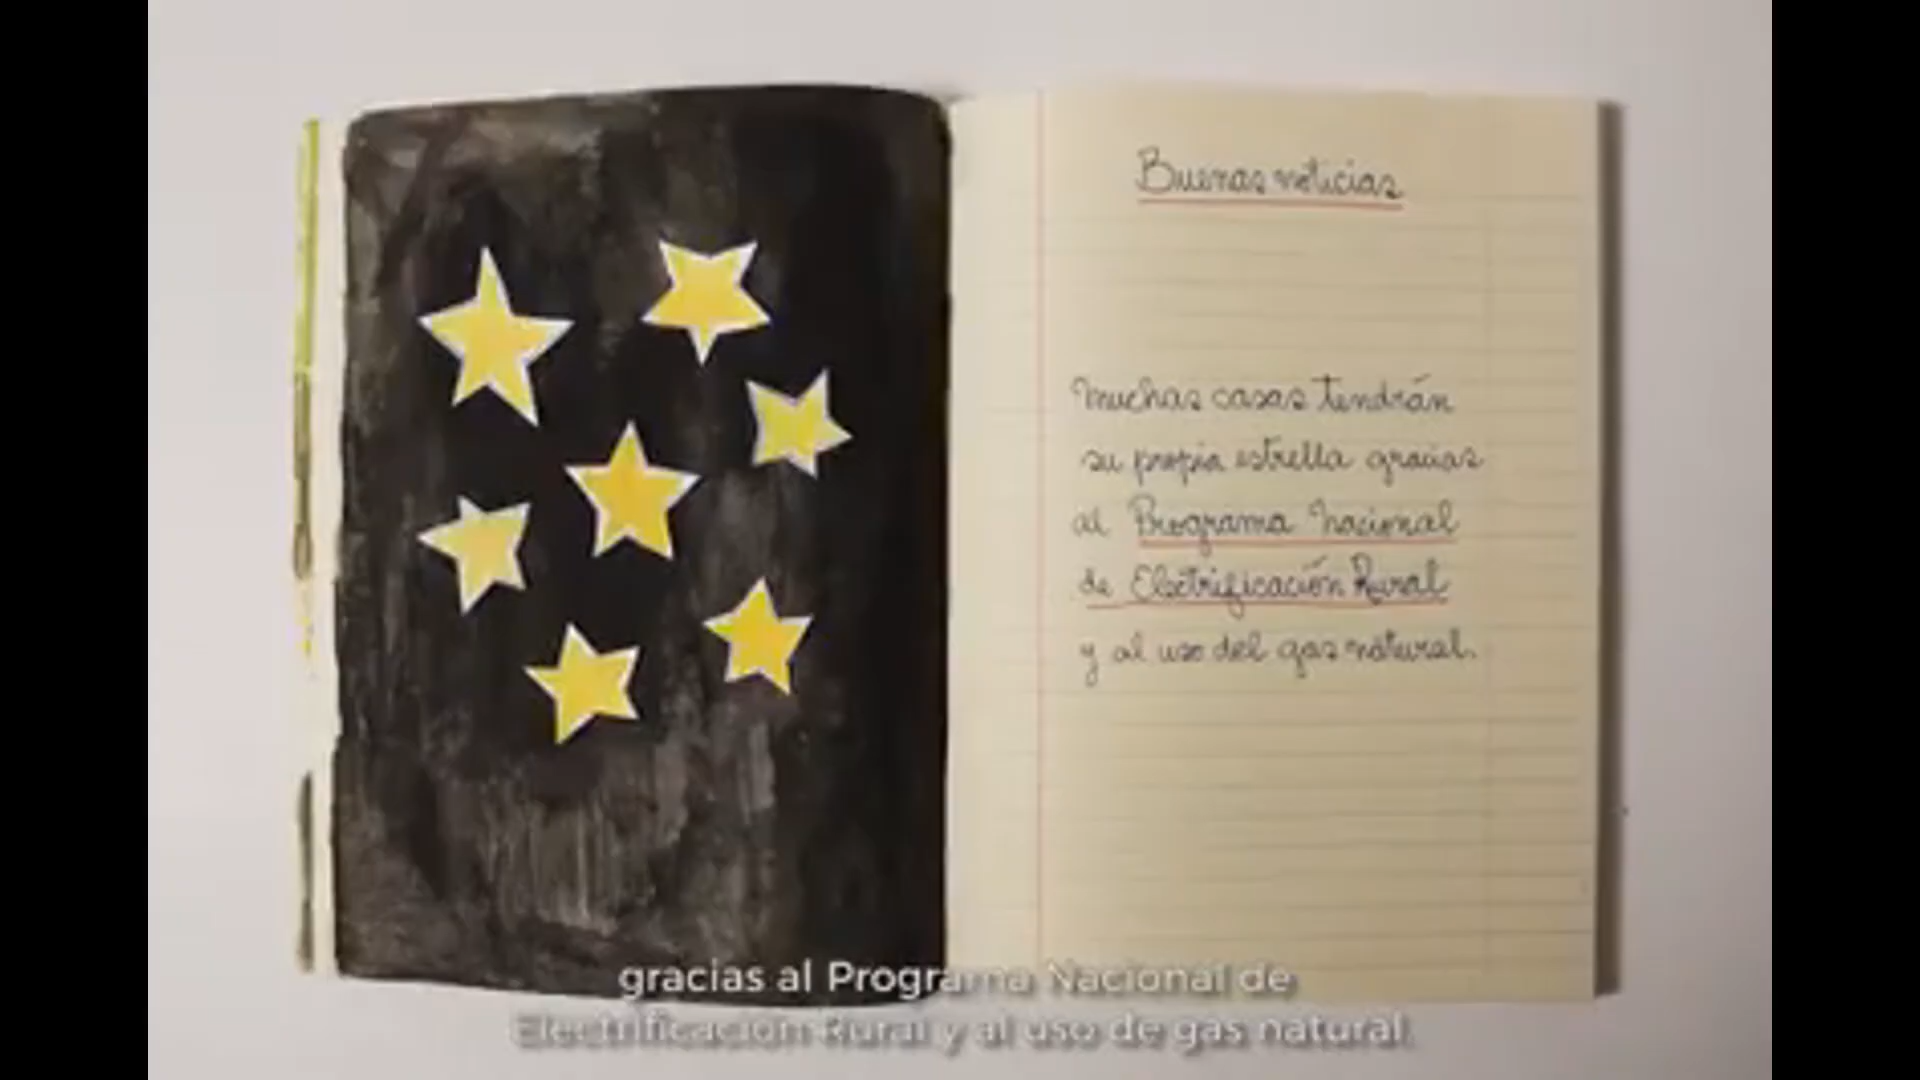 Buenas noticias
Muchas casas tendrán
su propia estrella gracias
al Programa Nacional
de Electrificación Rural
y al uso del gas natural.
gracias al Programa Nacional de
Electrificación Rural y al uso de gas natural.